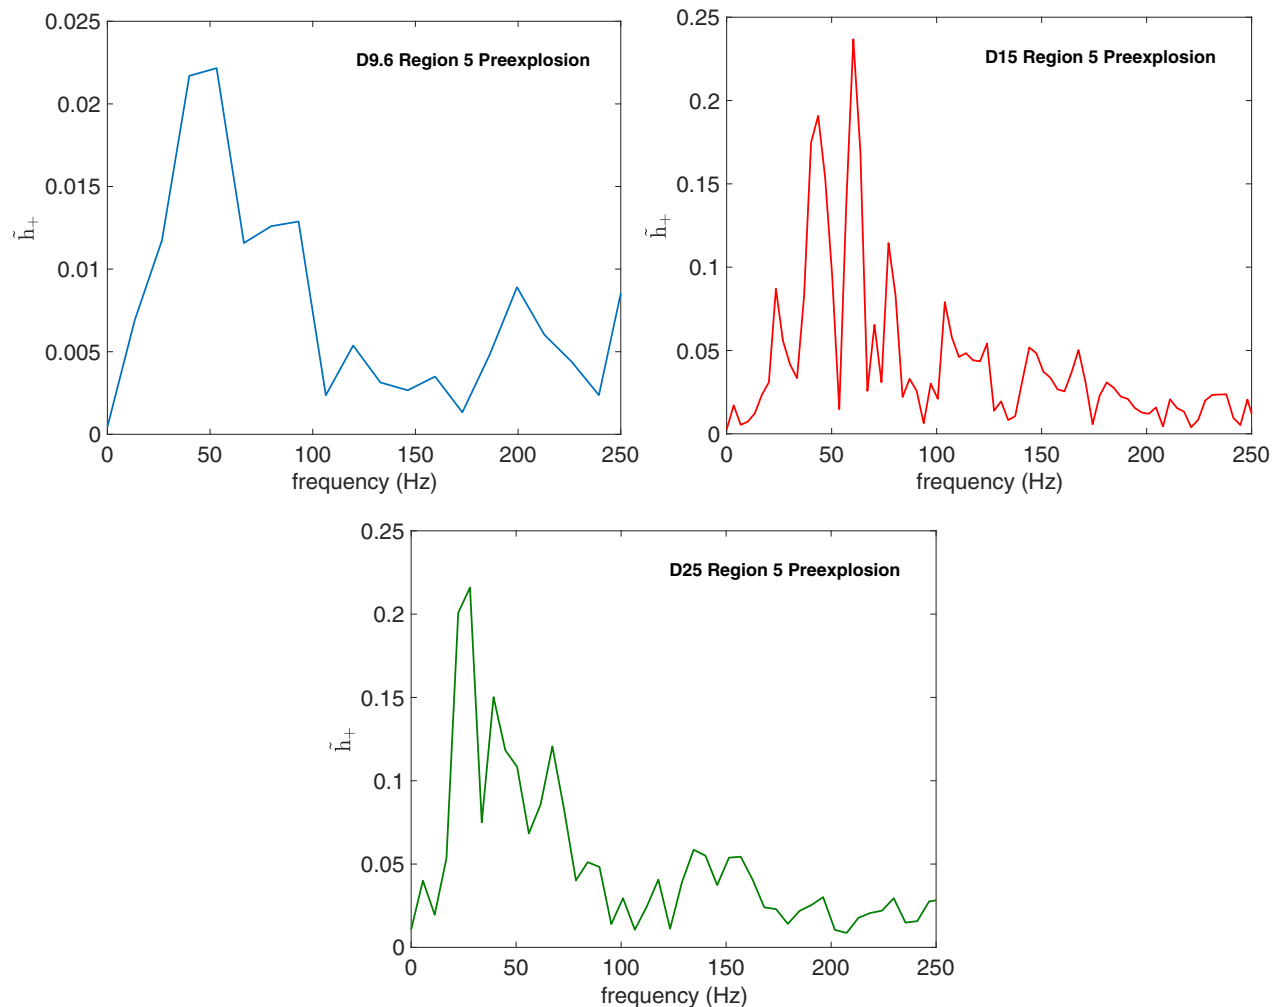 D9.6 Region 5 Preexplosion
0.025
0.02
0.015
0.01
0.005
0
h̃₊
0 50 100 150 200 250
frequency (Hz)
D15 Region 5 Preexplosion
0.25
0.2
0.15
0.1
0.05
0
h̃₊
0 50 100 150 200 250
frequency (Hz)
D25 Region 5 Preexplosion
0.25
0.2
0.15
0.1
0.05
0
h̃₊
0 50 100 150 200 250
frequency (Hz)